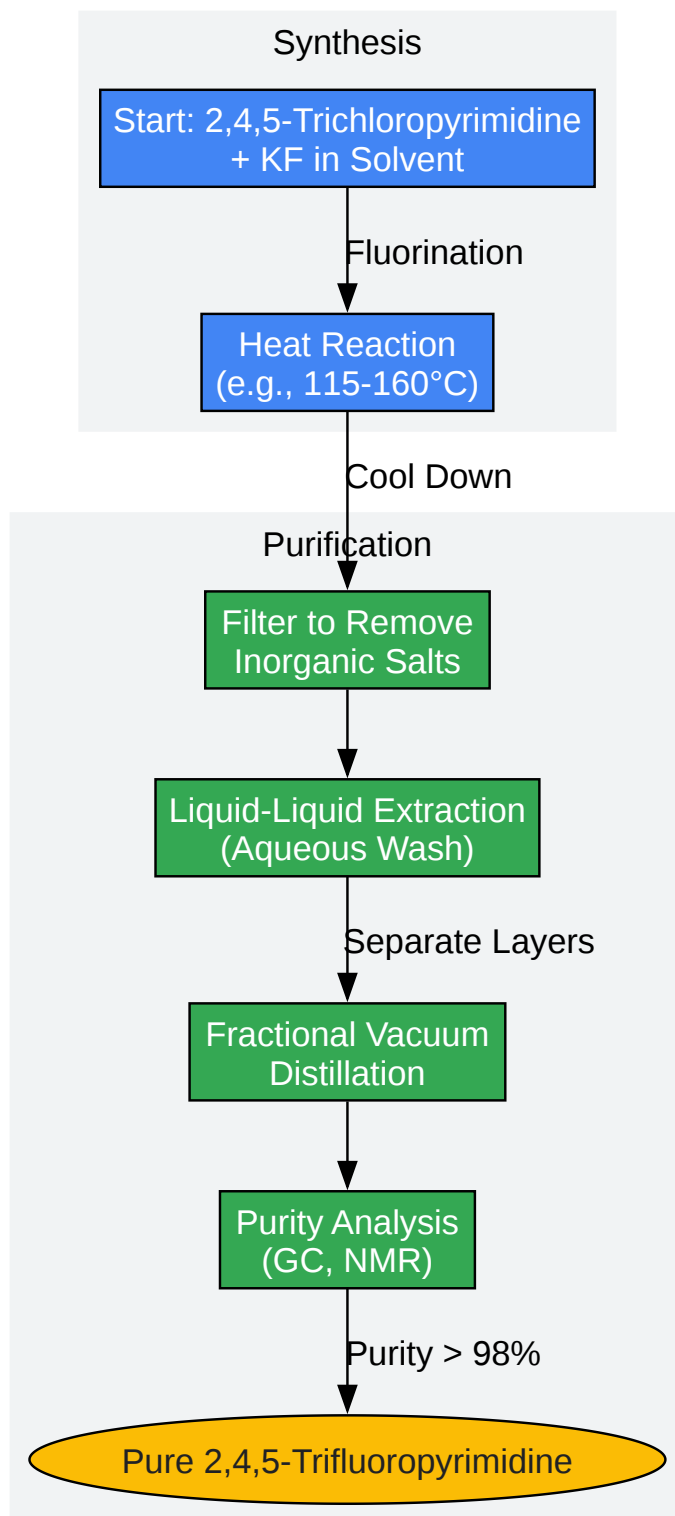 Synthesis
Start: 2,4,5-Trichloropyrimidine
+ KF in Solvent
Fluorination
Heat Reaction
(e.g., 115-160°C)
Cool Down
Purification
Filter to Remove
Inorganic Salts
Liquid-Liquid Extraction
(Aqueous Wash)
Separate Layers
Fractional Vacuum
Distillation
Purity Analysis
(GC, NMR)
Purity > 98%
Pure 2,4,5-Trifluoropyrimidine